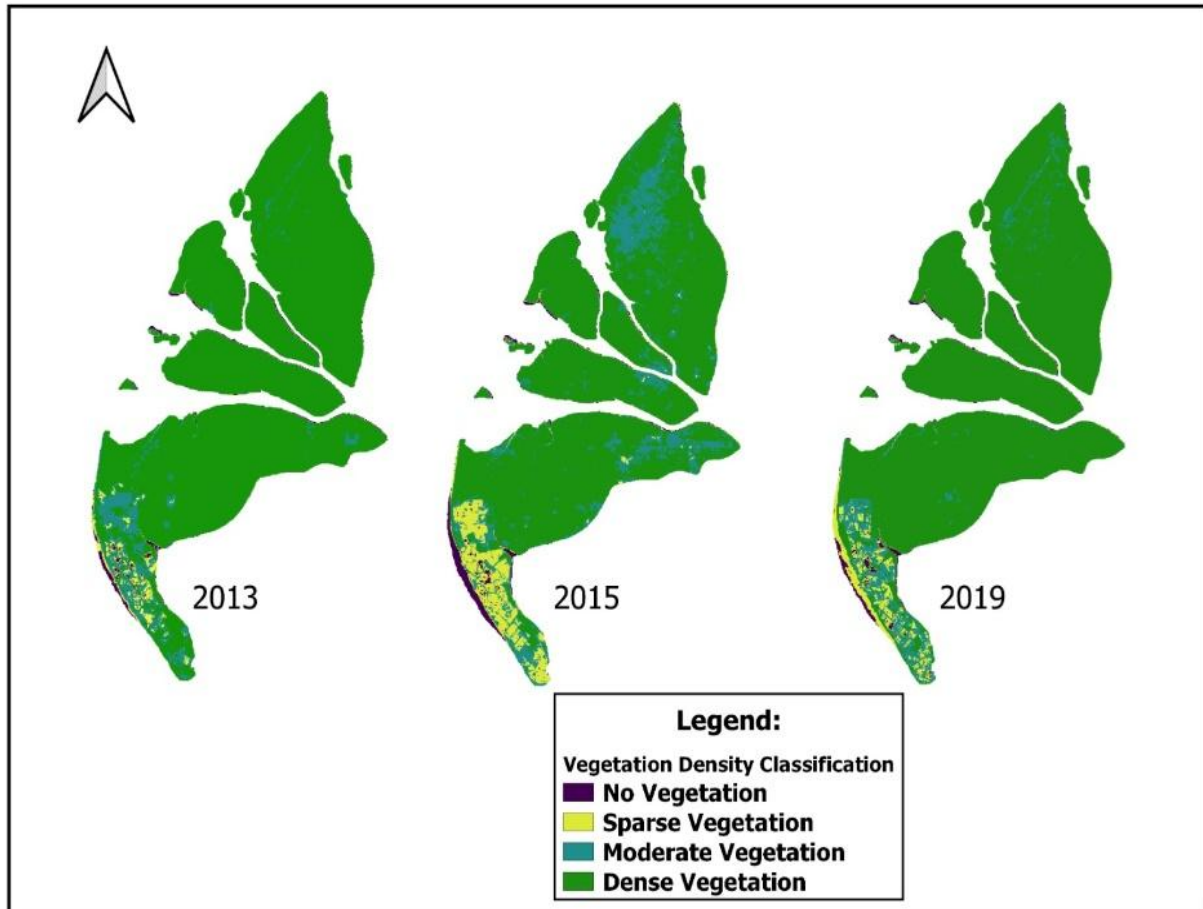 2013
2015
2019
Legend:
Vegetation Density Classification
No Vegetation
Sparse Vegetation
Moderate Vegetation
Dense Vegetation